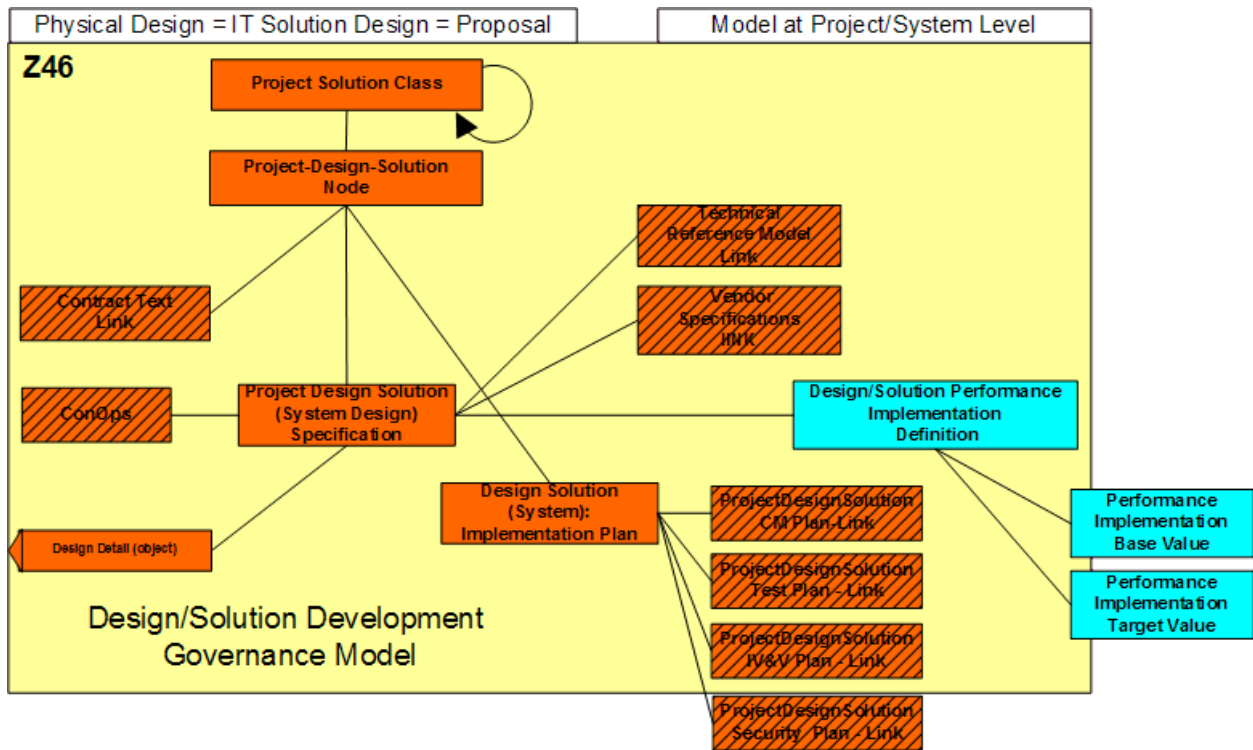 Physical Design = IT Solution Design = Proposal
Model at Project/System Level
Z46
Project Solution Class
Project-Design-Solution
Node
Technical
Reference Model
Link
Contract Text
Link
Vendor
Specifications
lINK
ConOps
Project Design Solution
(System Design)
Specification
Design/Solution Performance
Implementation
Definition
Design Solution
(System):
Implementation Plan
ProjectDesignSolution
CM Plan-Link
Performance
Implementation
Base Value
Design Detail (object)
ProjectDesignSolution
Test Plan - Link
Performance
Implementation
Target Value
Design/Solution Development
Governance Model
ProjectDesignSolution
IV&V Plan - Link
ProjectDesignSolution
Security Plan - Link